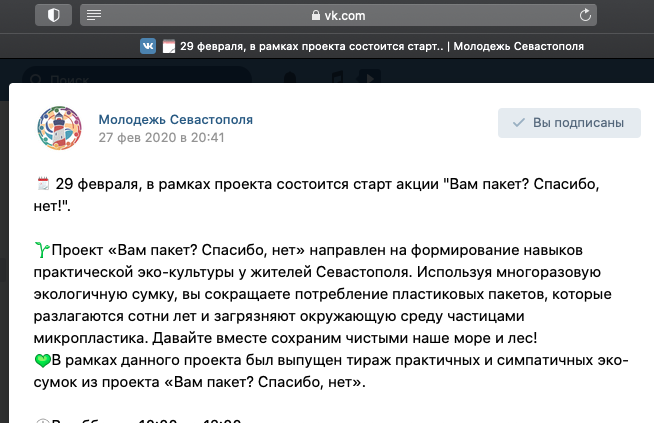 vk.com
29 февраля, в рамках проекта состоится старт.. | Молодежь Севастополя
Поиск
Молодежь Севастополя
27 фев 2020 в 20:41
Вы подписаны
29 февраля, в рамках проекта состоится старт акции "Вам пакет? Спасибо,
нет!".
Проект «Вам пакет? Спасибо, нет» направлен на формирование навыков
практической эко-культуры у жителей Севастополя. Используя многоразовую
экологичную сумку, вы сокращаете потребление пластиковых пакетов, которые
разлагаются сотни лет и загрязняют окружающую среду частицами
микропластика. Давайте вместе сохраним чистыми наше море и лес!
В рамках данного проекта был выпущен тираж практичных и симпатичных эко-
сумок из проекта «Вам пакет? Спасибо, нет».